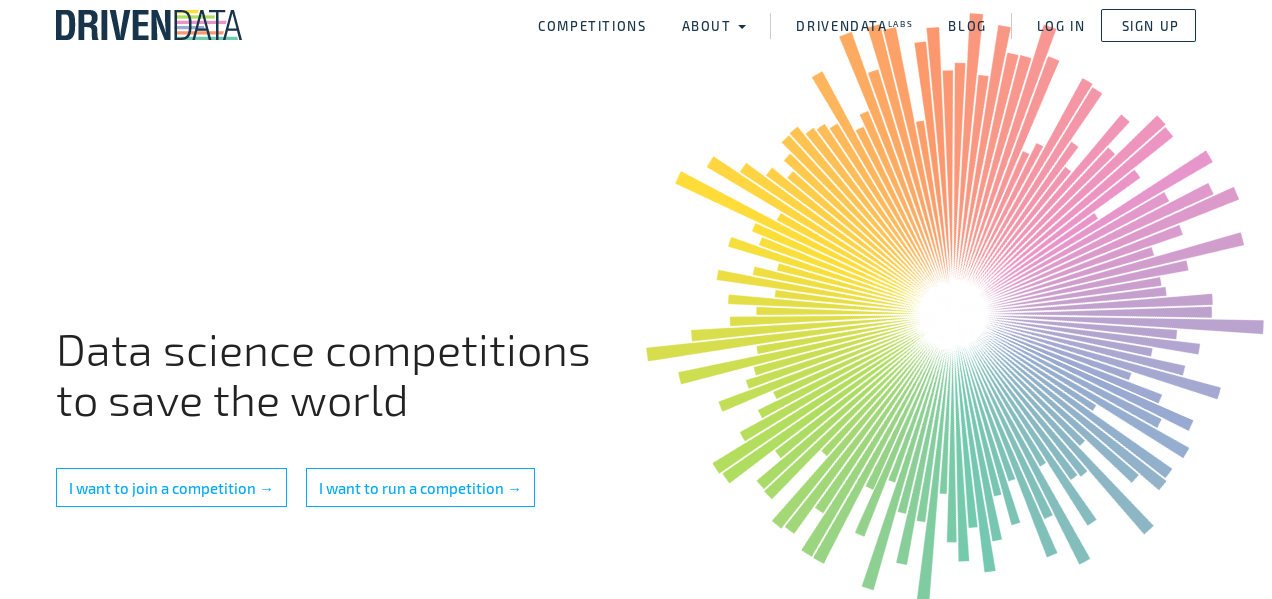 DRIVENDATA
COMPETITIONS ABOUT DRIVENDATA LABS BLOG LOG IN SIGN UP
Data science competitions
to save the world
I want to join a competition → I want to run a competition →